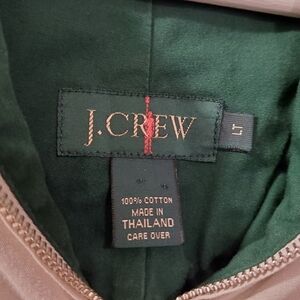 J.CREW
LT
100% COTTON
MADE IN
THAILAND
CARE OVER